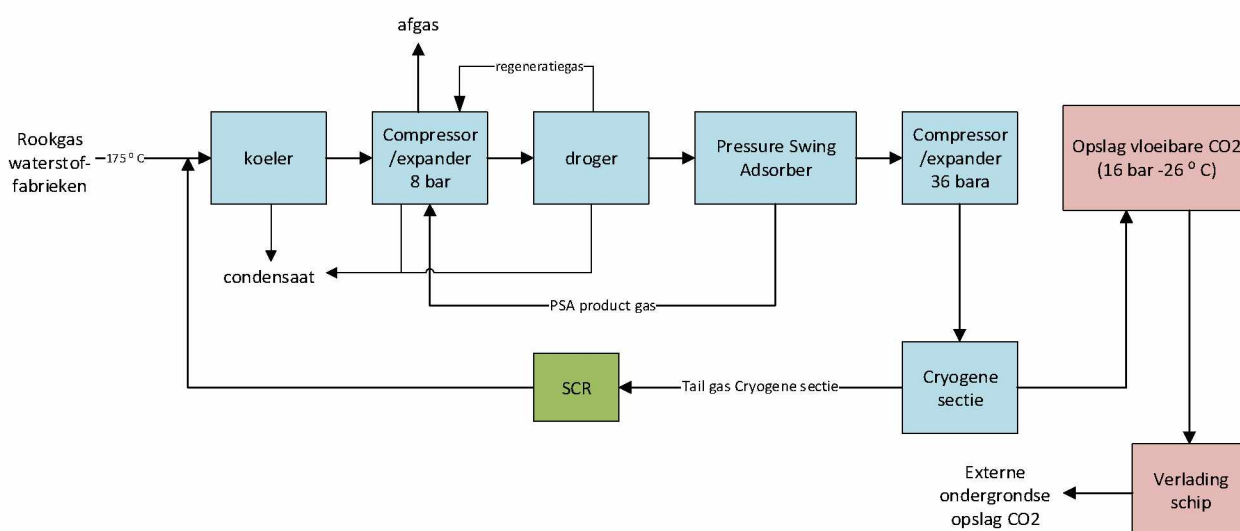 afgas
regeneratiegas
Rookgas
waterstof-
fabrieken
175 ° C
koeler
Compressor
/expander
8 bar
droger
Pressure Swing
Adsorber
Compressor
/expander
36 bara
Opslag vloeibare CO2
(16 bar -26 ° C)
condensaat
PSA product gas
SCR
Tail gas Cryogene sectie
Cryogene
sectie
Externe
ondergrondse
opslag CO2
Verlading
schip